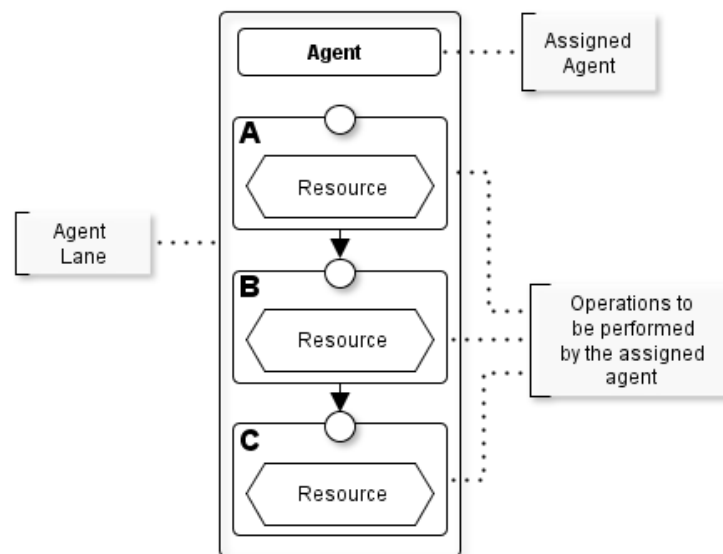 Agent
Assigned
Agent
A
Resource
Agent
Lane
B
Resource
Operations to
be performed
by the assigned
agent
C
Resource